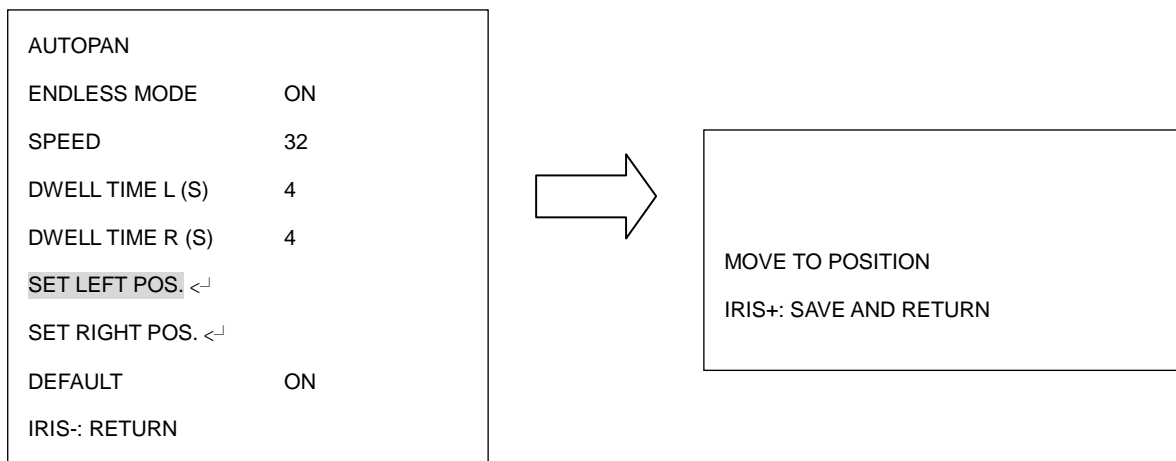 AUTOPAN
ENDLESS MODE ON
SPEED 32
DWELL TIME L (S) 4
DWELL TIME R (S) 4
SET LEFT POS. <┘
SET RIGHT POS. <┘
DEFAULT ON
IRIS-: RETURN
MOVE TO POSITION
IRIS+: SAVE AND RETURN